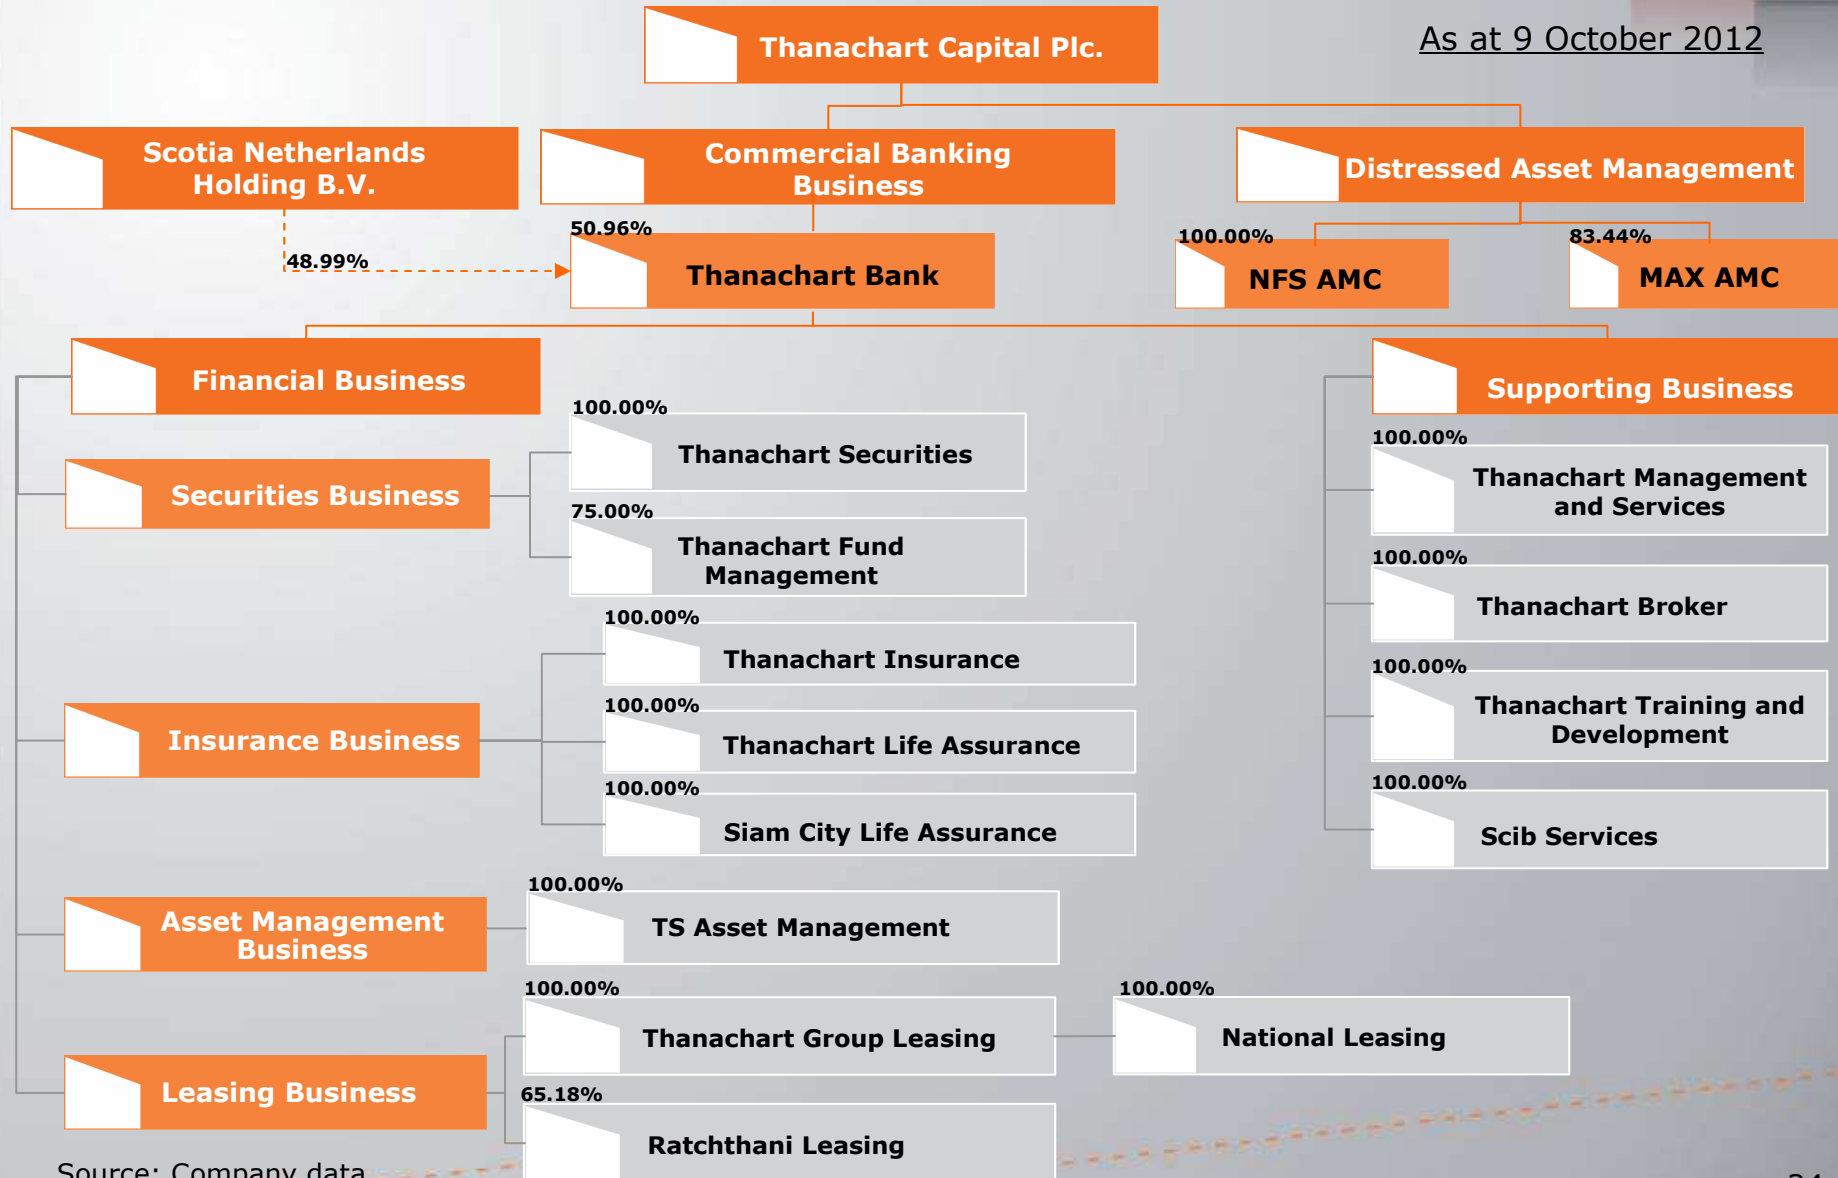 As at 9 October 2012
Thanachart Capital Plc.
Scotia Netherlands
Holding B.V.
Commercial Banking
Business
Distressed Asset Management
48.99%
50.96%
Thanachart Bank
100.00%
NFS AMC
83.44%
MAX AMC
Financial Business
Securities Business
100.00%
Thanachart Securities
75.00%
Thanachart Fund
Management
Insurance Business
100.00%
Thanachart Insurance
100.00%
Thanachart Life Assurance
100.00%
Siam City Life Assurance
Asset Management
Business
100.00%
TS Asset Management
Leasing Business
100.00%
Thanachart Group Leasing
100.00%
National Leasing
65.18%
Ratchthani Leasing
Supporting Business
100.00%
Thanachart Management
and Services
100.00%
Thanachart Broker
100.00%
Thanachart Training and
Development
100.00%
Scib Services
Source: Company data